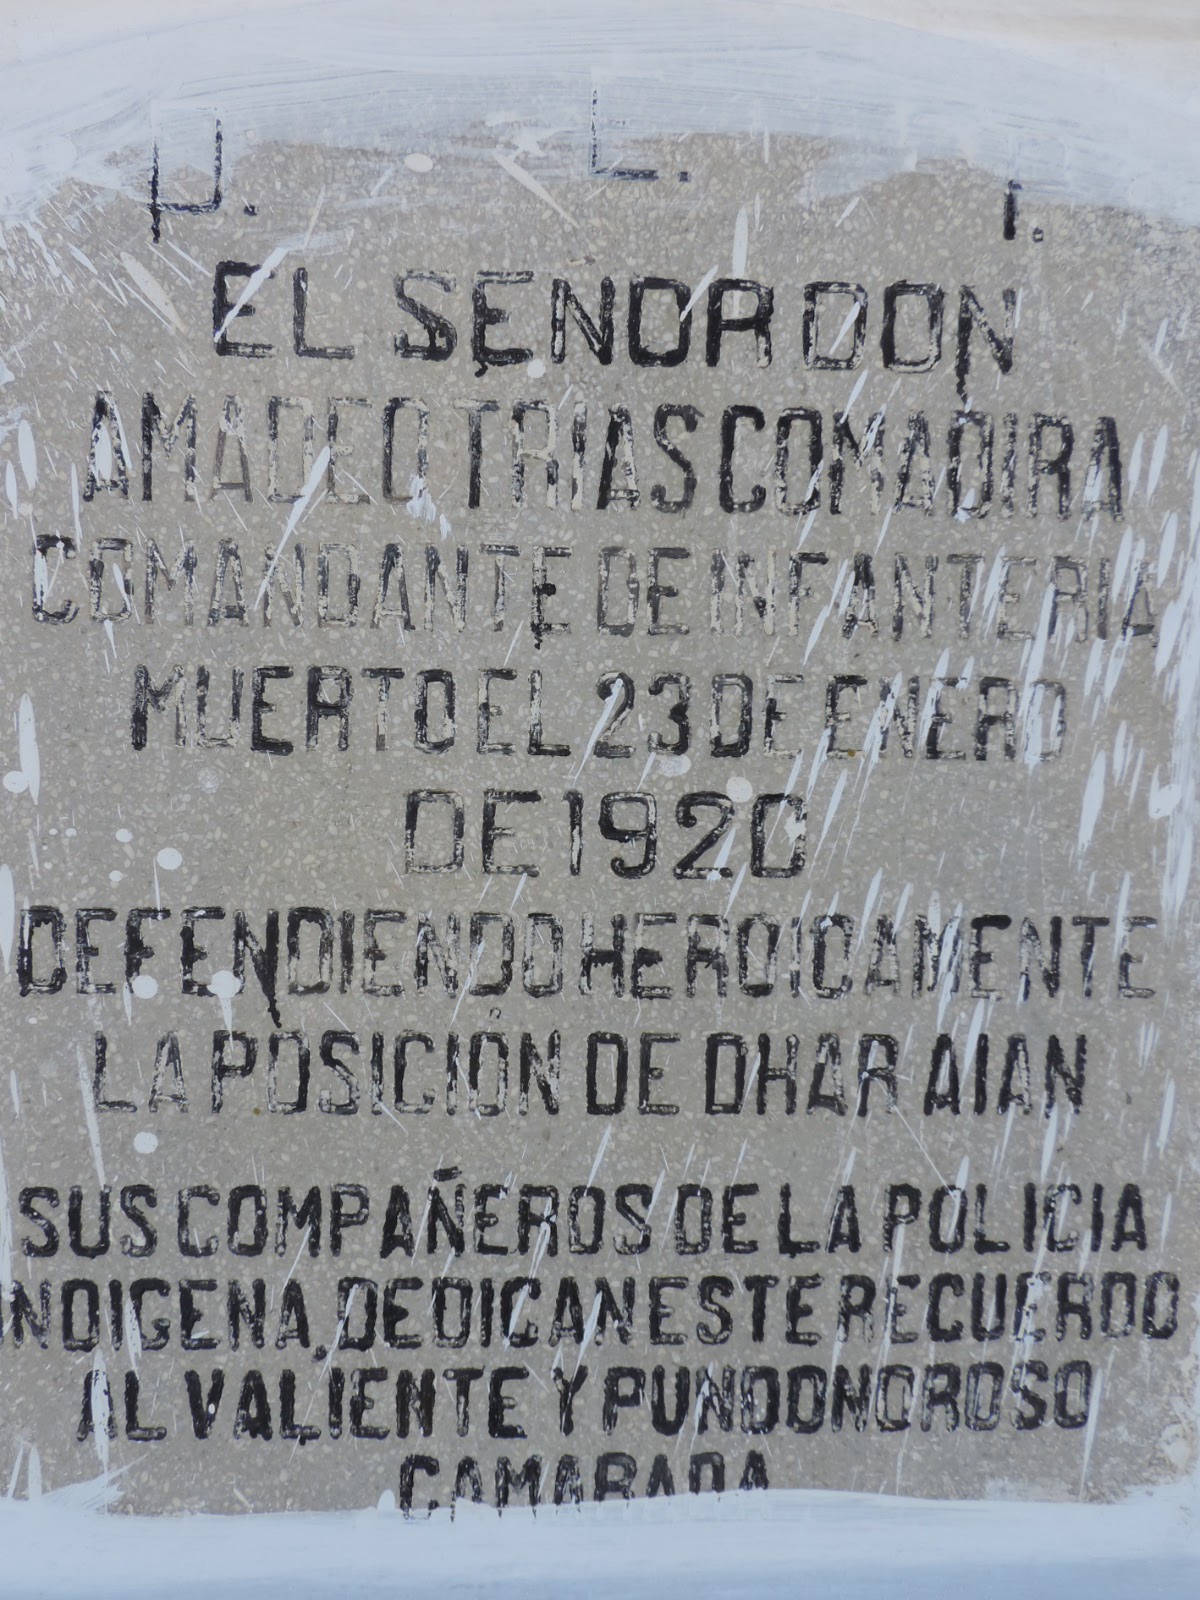 D. E. P.
EL SENOR DON
AMADEO TRIAS COMADIRA
COMANDANTE DE INFANTERIA
MUERTO EL 23 DE ENERO
DE 1920
DEFENDIENDO HEROICAMENTE
LA POSICIÓN DE DHAR AIAN
SUS COMPAÑEROS DE LA POLICIA
INDIGENA, DEDICAN ESTE RECUERDO
AL VALIENTE Y PUNDONOROSO
CAMARADA